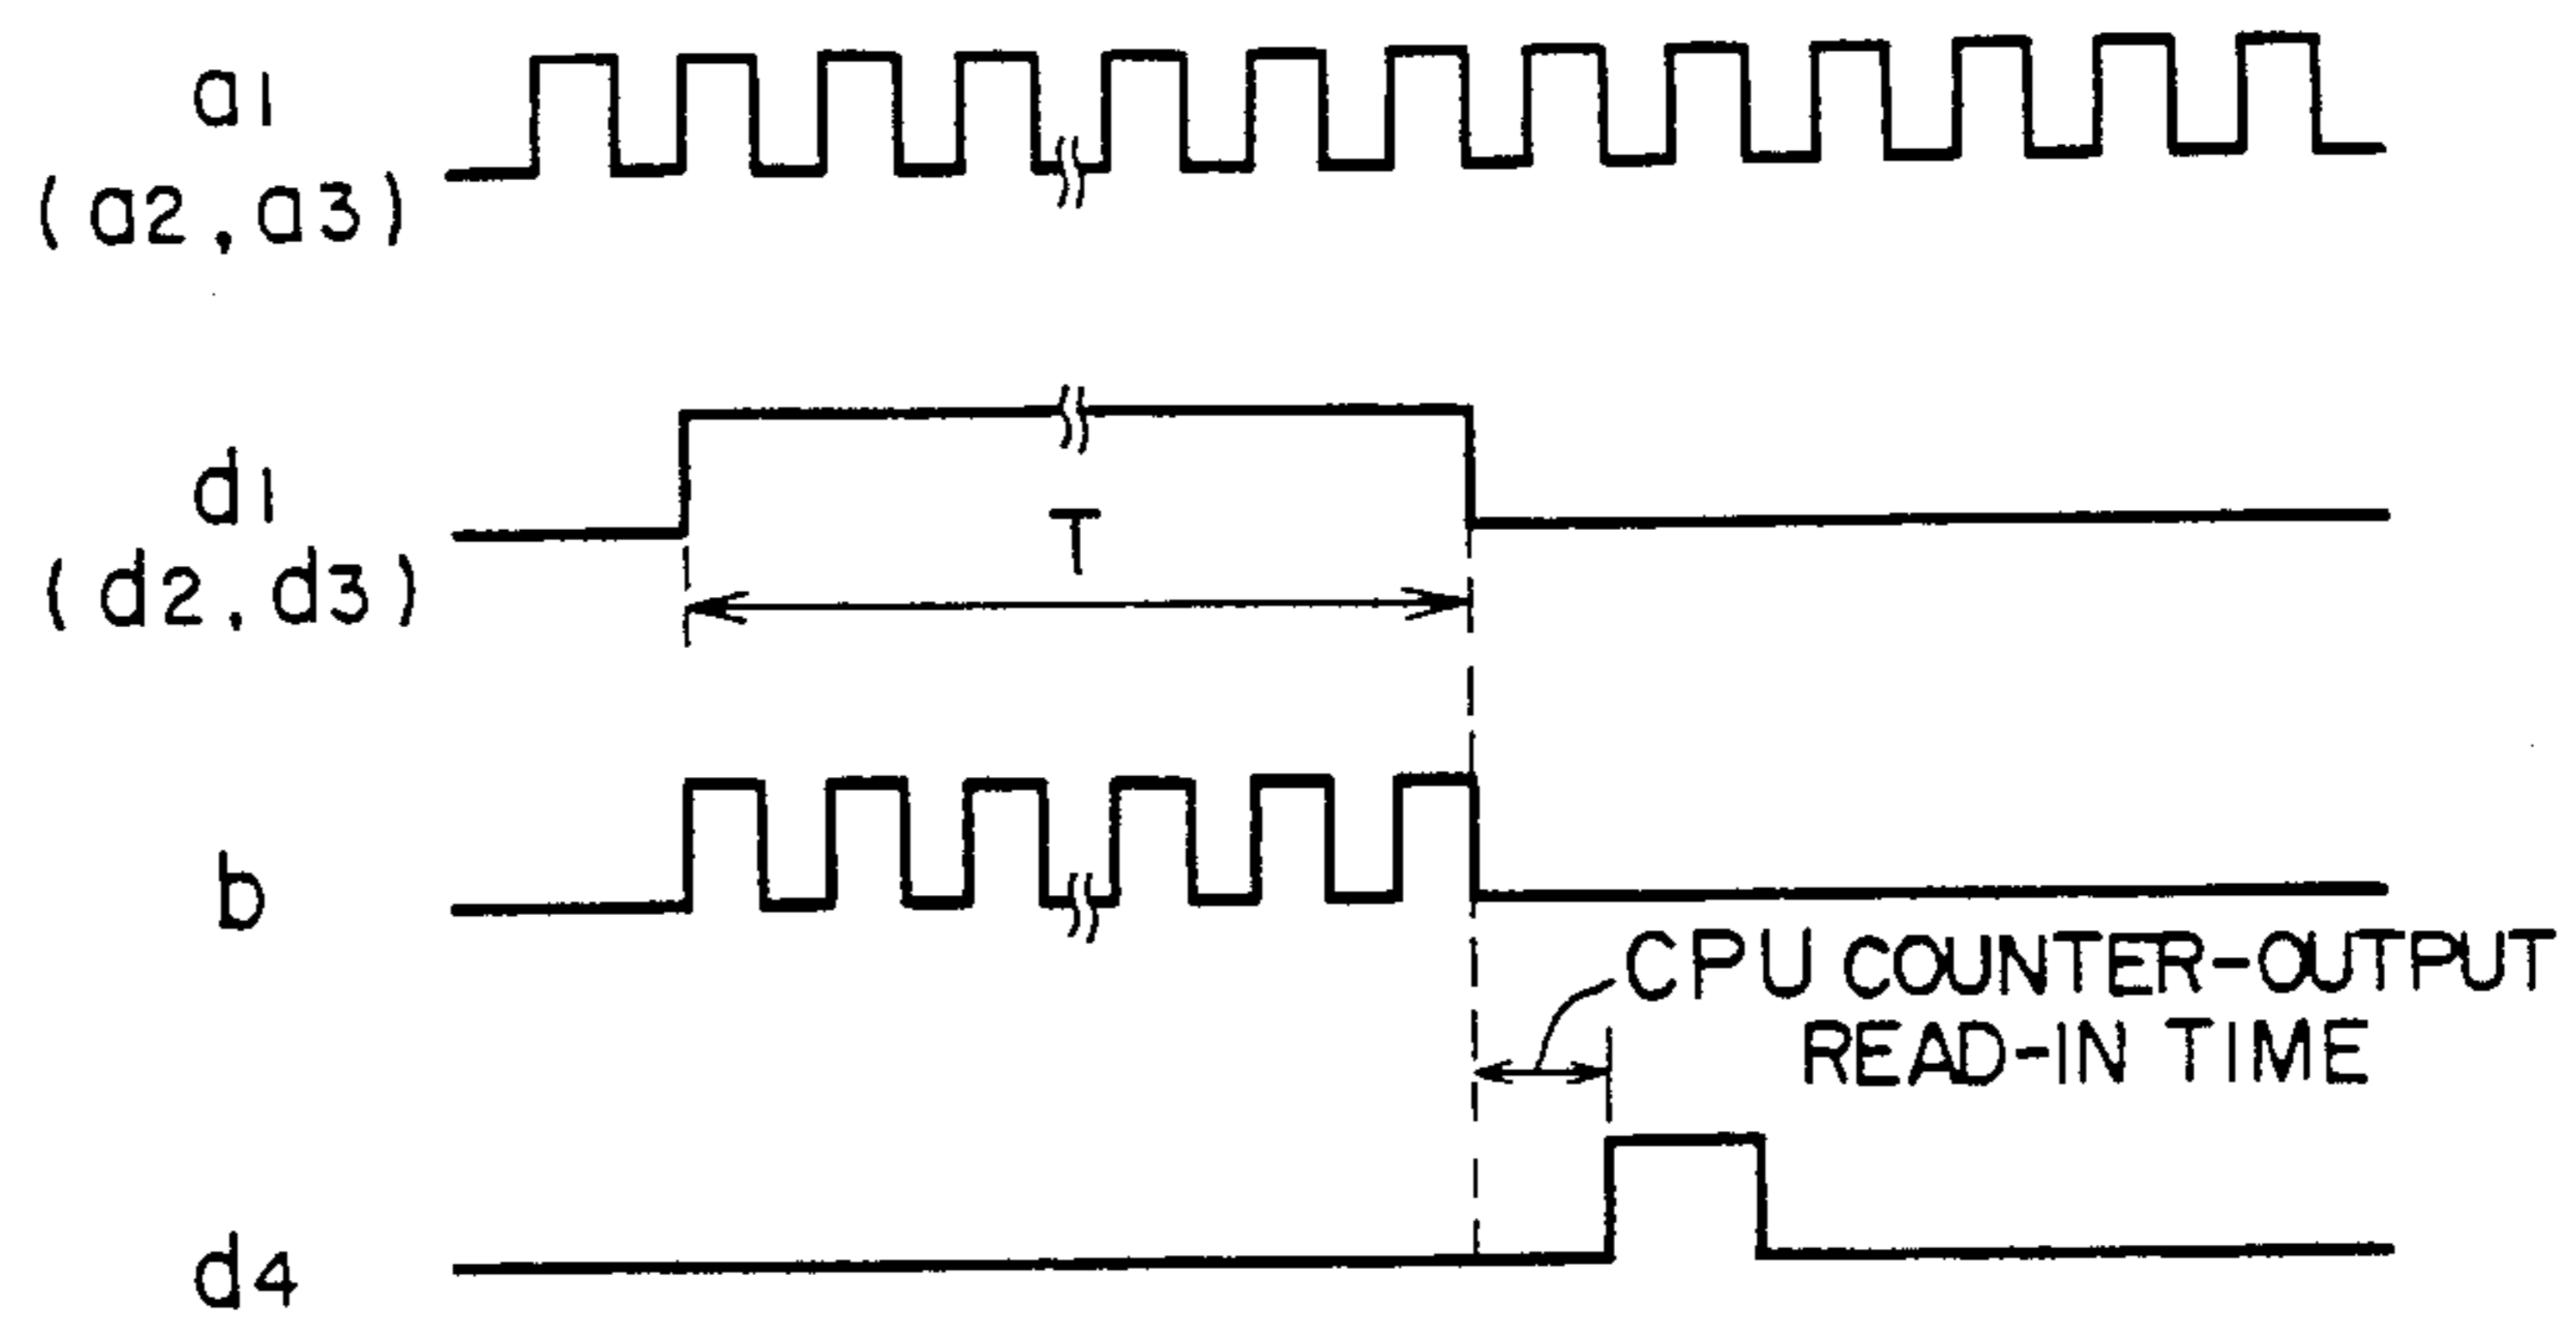 a1
(a2, a3)
d1
(d2, d3)
T
b
CPU COUNTER-OUTPUT
READ-IN TIME
d4